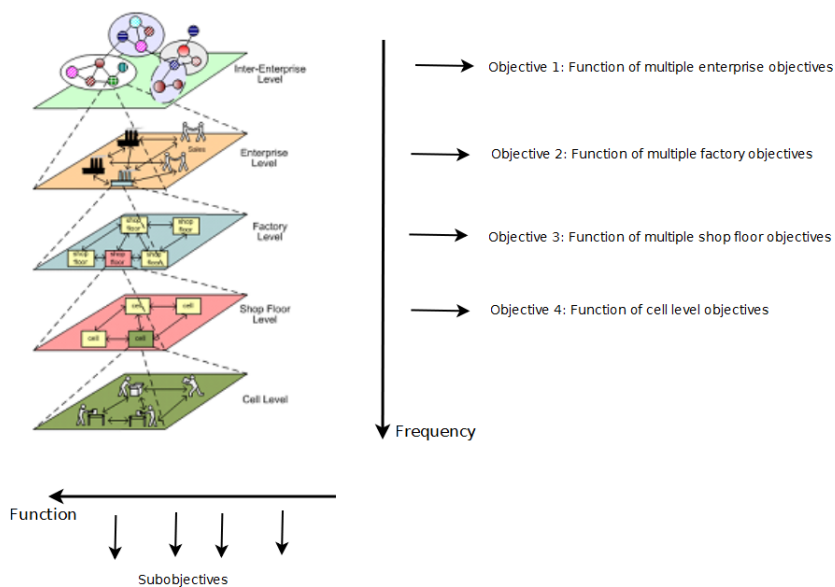 Inter-Enterprise
Level
Objective 1: Function of multiple enterprise objectives
Sales
Enterprise
Level
Objective 2: Function of multiple factory objectives
shop
floor
shop
floor
Factory
Level
shop
floor
shop
floor
shop
floor
Objective 3: Function of multiple shop floor objectives
cell
cell
Shop Floor
Level
cell
cell
Objective 4: Function of cell level objectives
Cell Level
Frequency
Function
Subobjectives